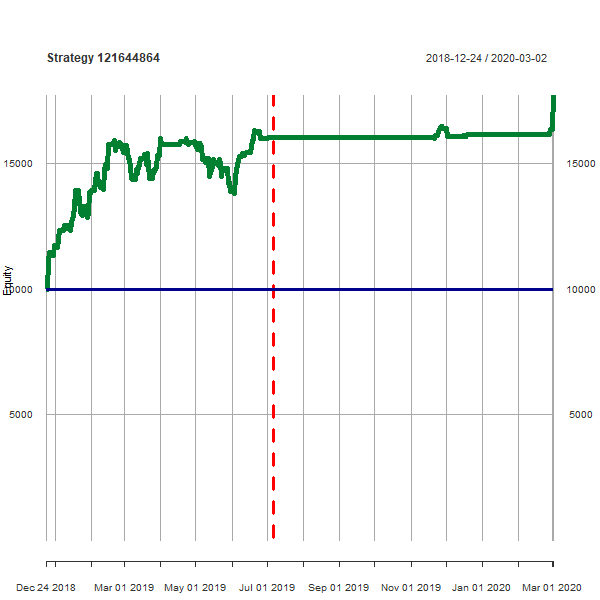 Strategy 121644864
2018-12-24 / 2020-03-02
15000
15000
Equity
10000
10000
5000
5000
Dec 24 2018
Mar 01 2019
May 01 2019
Jul 01 2019
Sep 01 2019
Nov 01 2019
Jan 01 2020
Mar 01 2020